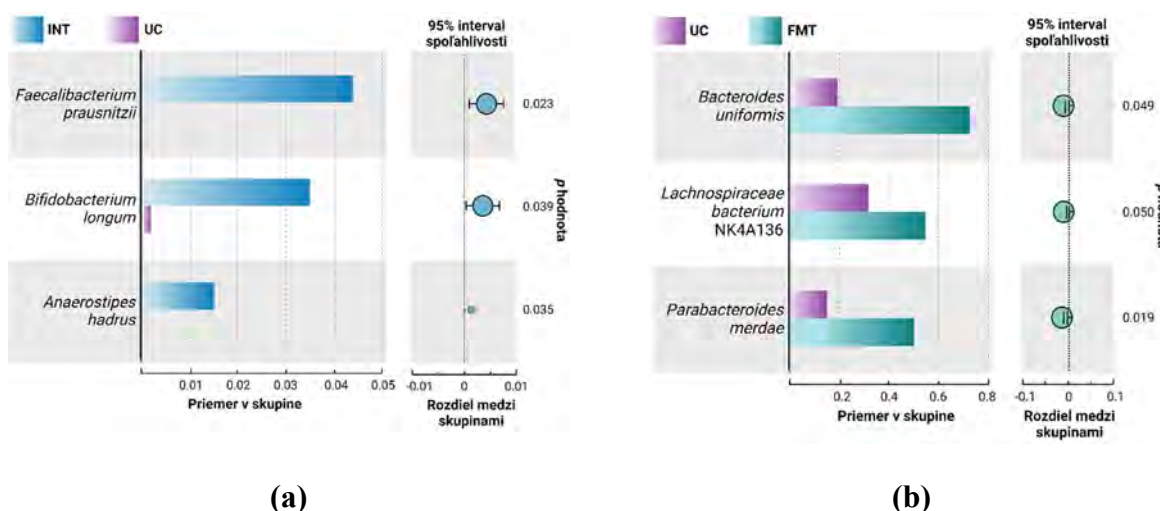 INT UC
95% interval
spoľahlivosti
Faecalibacterium
prausnitzii
0.023
Bifidobacterium
longum
0.039
p hodnota
Anaerostipes
hadrus
0.035
0.01 0.02 0.03 0.04 0.05
-0.01 0 0.01
Priemer v skupine
Rozdiel medzi
skupinami
(a)
UC FMT
95% interval
spoľahlivosti
Bacteroides
uniformis
0.049
Lachnospiraceae
bacterium
NK4A136
0.050
Parabacteroides
merdae
0.019
0.2 0.4 0.6 0.8
-0.1 0 0.1
Priemer v skupine
Rozdiel medzi
skupinami
(b)